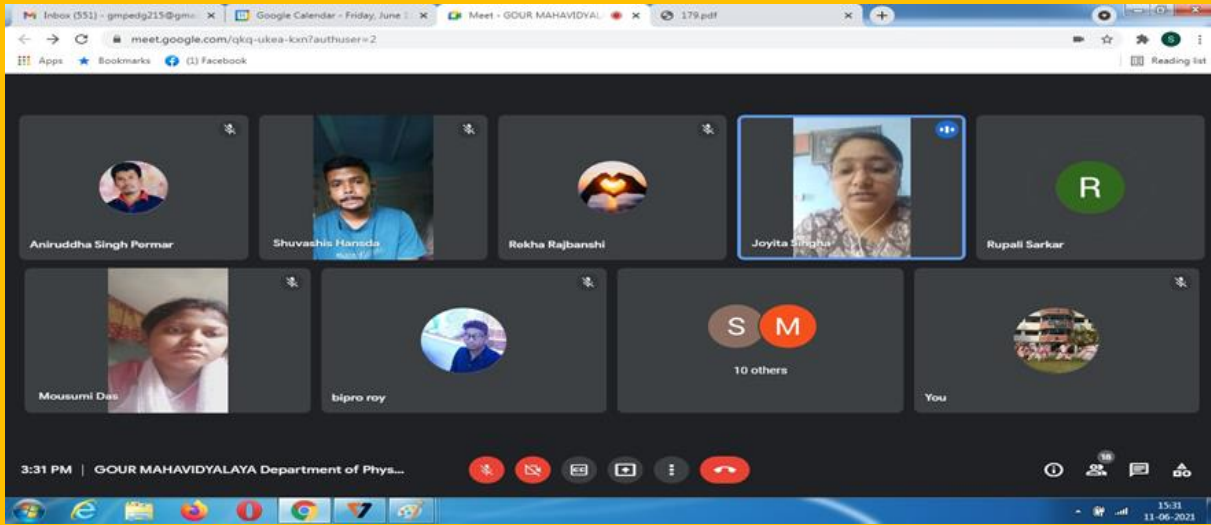 Inbox (551) - gmpedg215@gma
Google Calendar - Friday, June 1
Meet - GOUR MAHAVIDYAL
179.pdf
meet.google.com/qkq-ukea-kxn?authuser=2
S
Apps
Bookmarks
(1) Facebook
Reading list
R
Aniruddha Singh Permar
Shuvashis Hansda
Rekha Rajbanshi
Joyita Singha
Rupali Sarkar
S M
10 others
Mousumi Das
bipro roy
You
3:31 PM | GOUR MAHAVIDYALAYA Department of Phys...
18
15:31
11-06-2021